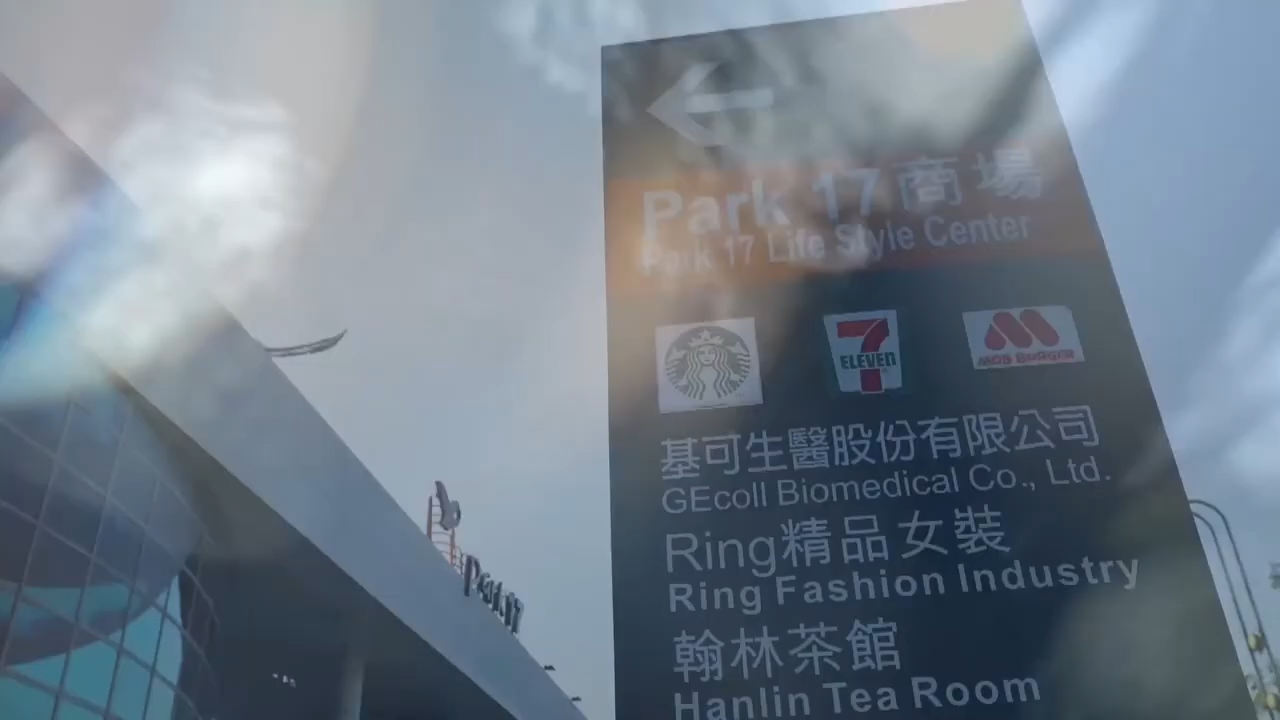 Park 17 商場
Park 17 Life Style Center
7
ELEVEN
MOS BURGER
基可生醫股份有限公司
GEcoll Biomedical Co., Ltd.
Ring精品女裝
Ring Fashion Industry
翰林茶館
Hanlin Tea Room
Park17